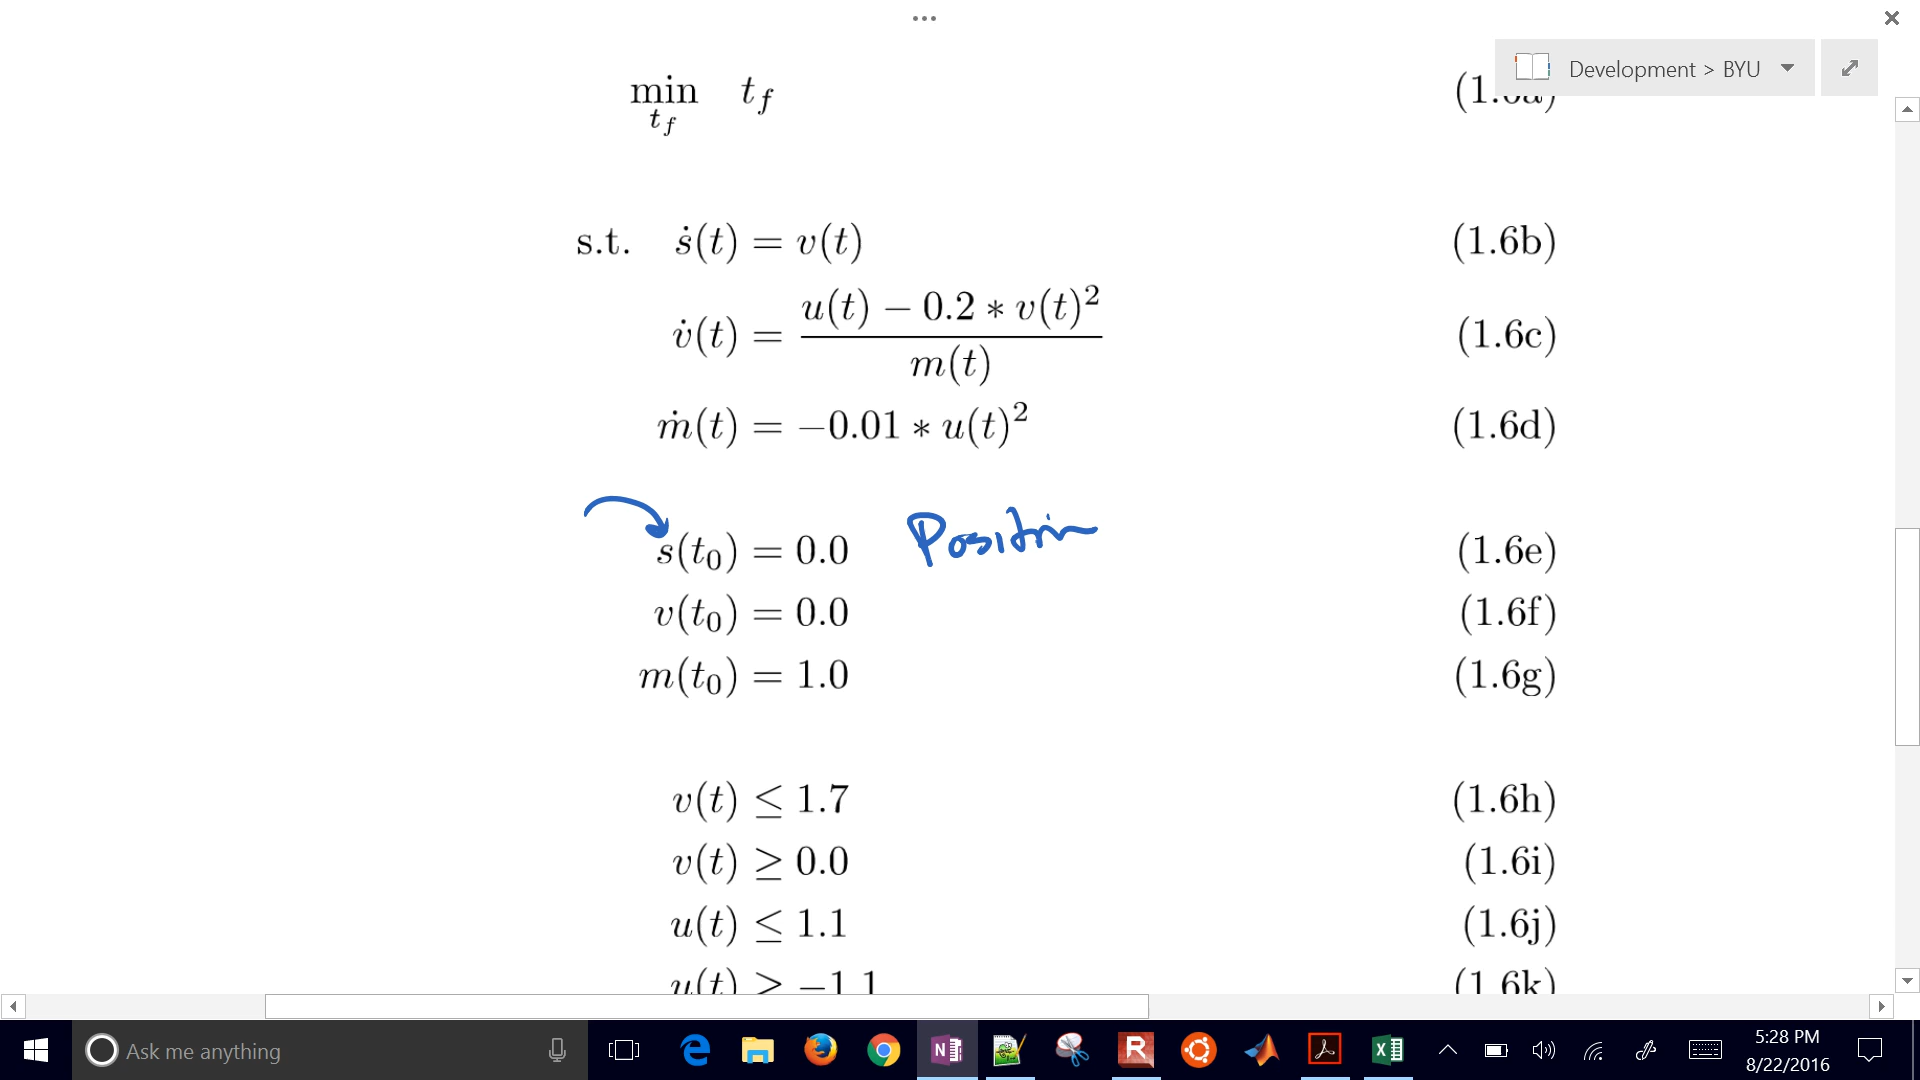 Development > BYU
min t_f (1.6a)
t_f
s.t. ṡ(t) = v(t) (1.6b)
v̇(t) = (u(t) − 0.2 ∗ v(t)²) / m(t) (1.6c)
ṁ(t) = −0.01 ∗ u(t)² (1.6d)
s(t₀) = 0.0 Position (1.6e)
v(t₀) = 0.0 (1.6f)
m(t₀) = 1.0 (1.6g)
v(t) ≤ 1.7 (1.6h)
v(t) ≥ 0.0 (1.6i)
u(t) ≤ 1.1 (1.6j)
u(t) ≥ −1.1 (1.6k)
Ask me anything
5:28 PM
8/22/2016